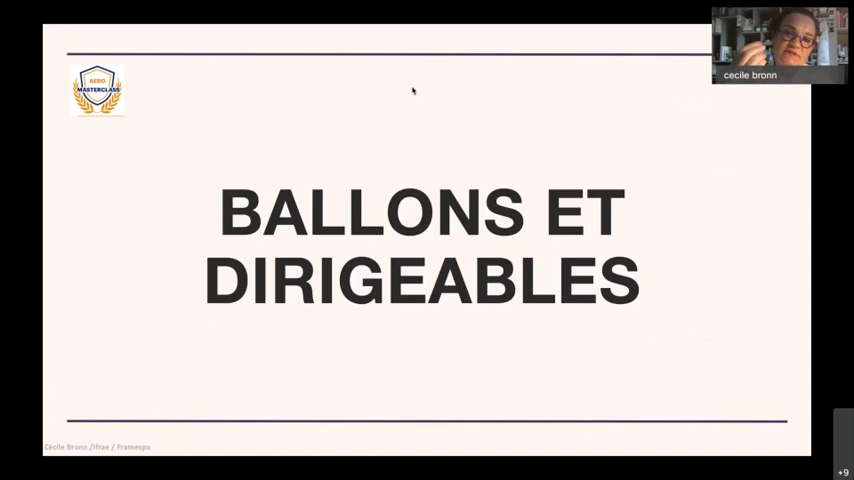 AERO
MASTERCLASS
cecile bronn
BALLONS ET
DIRIGEABLES
Cécile Bronn /Ifrae / Framespa
+9